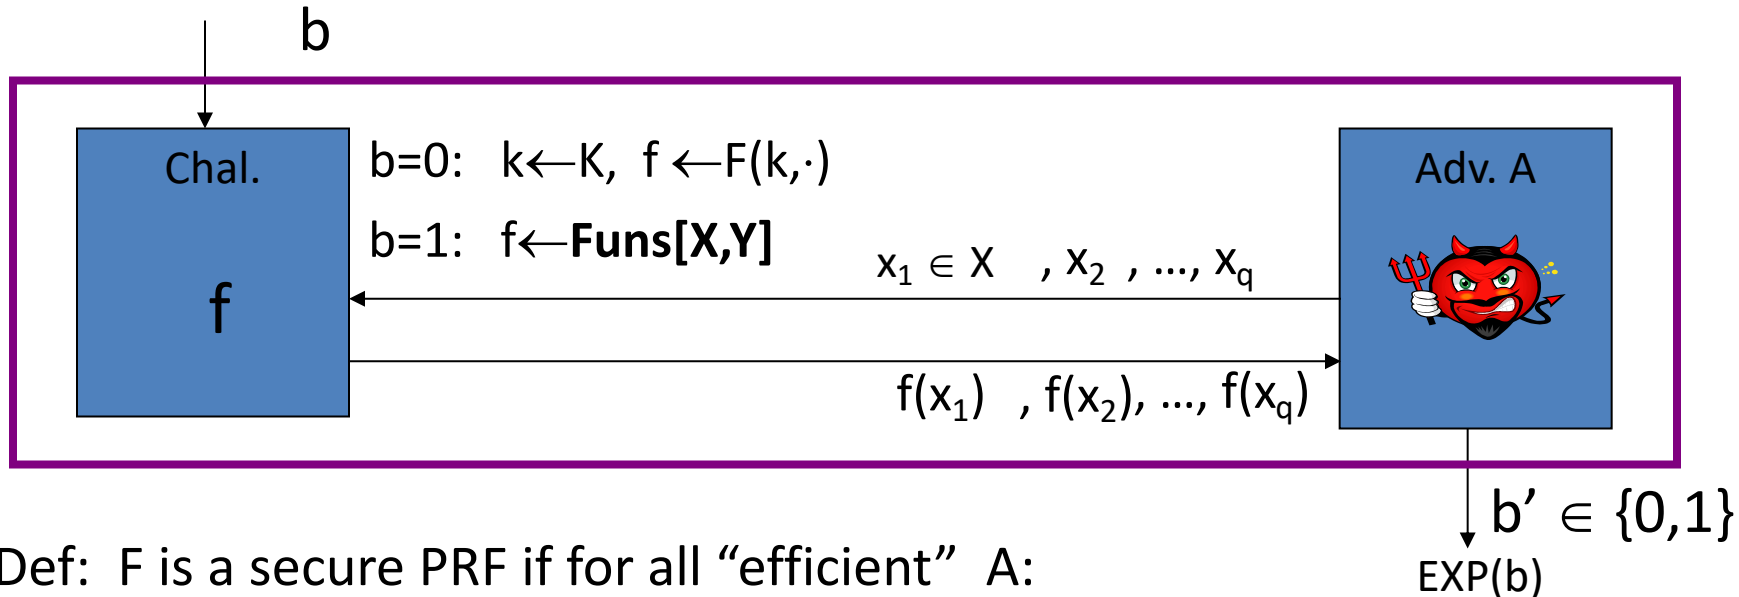 b
Chal.
b=0: k←K, f ←F(k,·)
Adv. A
b=1: f←Funs[X,Y]
x₁ ∈ X , x₂ , …, x_q
f
f(x₁) , f(x₂), …, f(x_q)
b’ ∈ {0,1}
Def: F is a secure PRF if for all “efficient” A:
EXP(b)